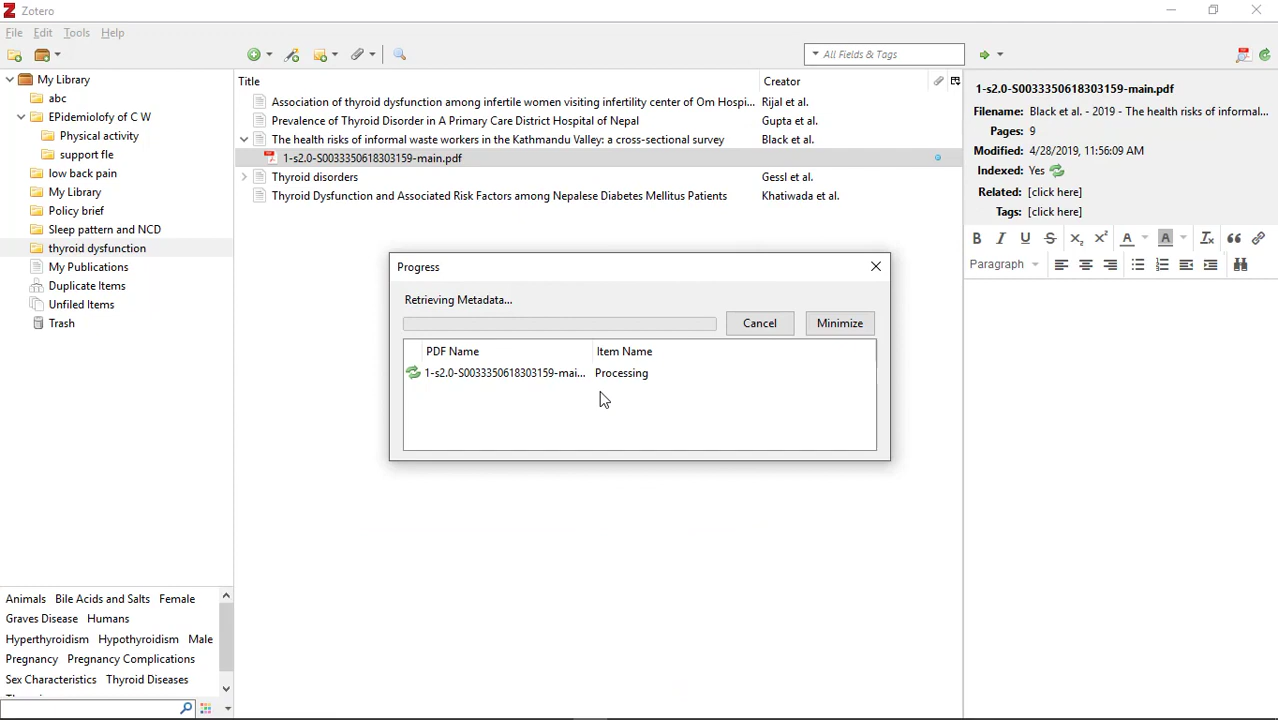 Zotero
File Edit Tools Help
All Fields & Tags
My Library
abc
EPidemiolofy of C W
Physical activity
support fle
low back pain
My Library
Policy brief
Sleep pattern and NCD
thyroid dysfunction
My Publications
Duplicate Items
Unfiled Items
Trash
Animals Bile Acids and Salts Female
Graves Disease Humans
Hyperthyroidism Hypothyroidism Male
Pregnancy Pregnancy Complications
Sex Characteristics Thyroid Diseases
Title Creator
Association of thyroid dysfunction among infertile women visiting infertility center of Om Hospi... Rijal et al.
Prevalence of Thyroid Disorder in A Primary Care District Hospital of Nepal Gupta et al.
The health risks of informal waste workers in the Kathmandu Valley: a cross-sectional survey Black et al.
1-s2.0-S0033350618303159-main.pdf
Thyroid disorders Gessl et al.
Thyroid Dysfunction and Associated Risk Factors among Nepalese Diabetes Mellitus Patients Khatiwada et al.
Progress
Retrieving Metadata...
Cancel Minimize
PDF Name Item Name
1-s2.0-S0033350618303159-mai... Processing
1-s2.0-S0033350618303159-main.pdf
Filename: Black et al. - 2019 - The health risks of informal...
Pages: 9
Modified: 4/28/2019, 11:56:09 AM
Indexed: Yes
Related: [click here]
Tags: [click here]
B I U S X2 X2 A A Tx
Paragraph